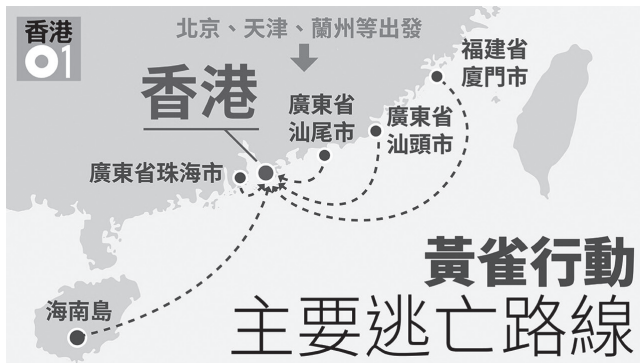 香港
01
北京、天津、蘭州等出發
香港
福建省
廈門市
廣東省
汕尾市
廣東省
汕頭市
廣東省珠海市
海南島
黃雀行動
主要逃亡路線